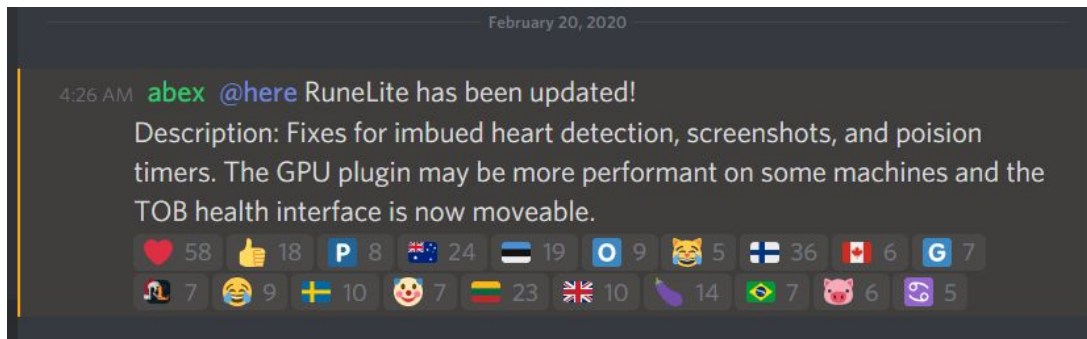 February 20, 2020
4:26 AM abex @here RuneLite has been updated!
Description: Fixes for imbued heart detection, screenshots, and poision
timers. The GPU plugin may be more performant on some machines and the
TOB health interface is now moveable.
58 18 P 8 24 19 O 9 5 36 6 G 7
7 9 10 7 23 10 14 7 6 5